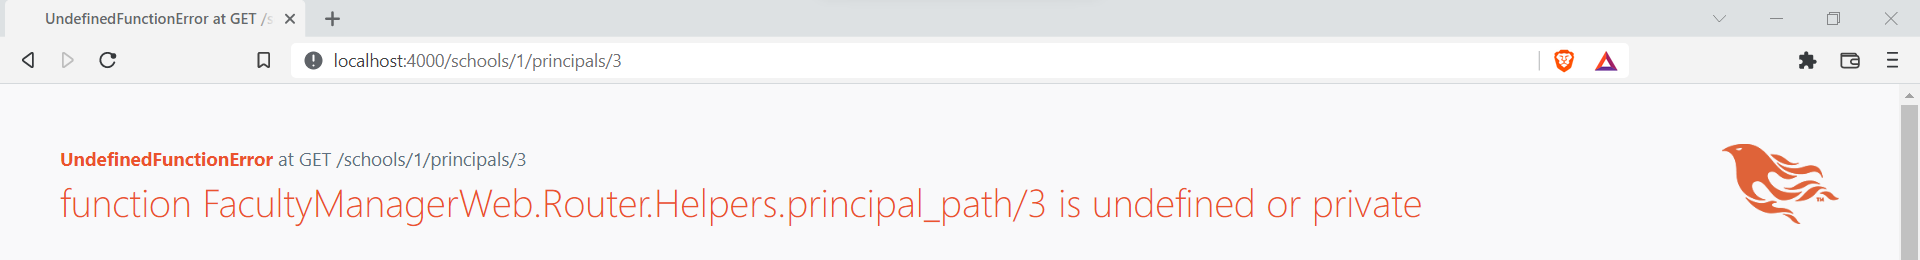 UndefinedFunctionError at GET /s
localhost:4000/schools/1/principals/3
UndefinedFunctionError at GET /schools/1/principals/3
function FacultyManagerWeb.Router.Helpers.principal_path/3 is undefined or private
TM